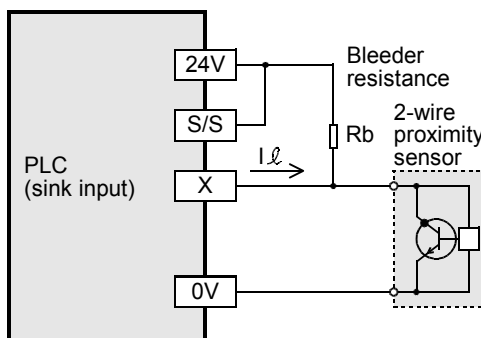 24V
Bleeder
resistance
S/S
Rb
2-wire
proximity
sensor
PLC
(sink input)
Iℓ
X
0V